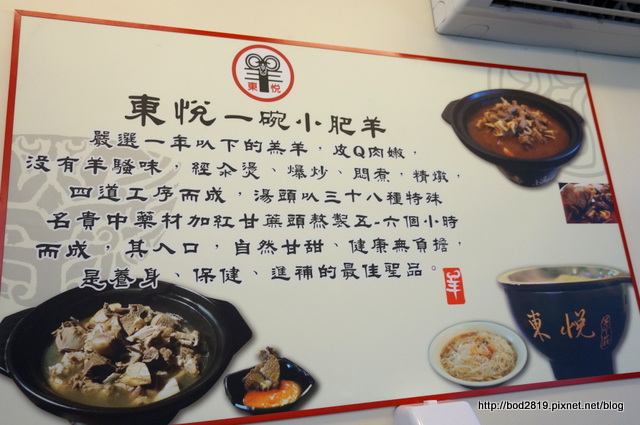 東悅
東悅一碗小肥羊
嚴選一年以下的羔羊，皮Q肉嫩，
沒有羊騷味，經汆燙、爆炒、悶煮，精燉，
四道工序而成，湯頭以三十八種特殊
名貴中藥材加紅甘蔗頭熬製五-六個小時
而成，其入口，自然甘甜、健康無負擔，
是養身、保健、進補的最佳聖品。
羊
東悅
http://bod2819.pixnet.net/blog